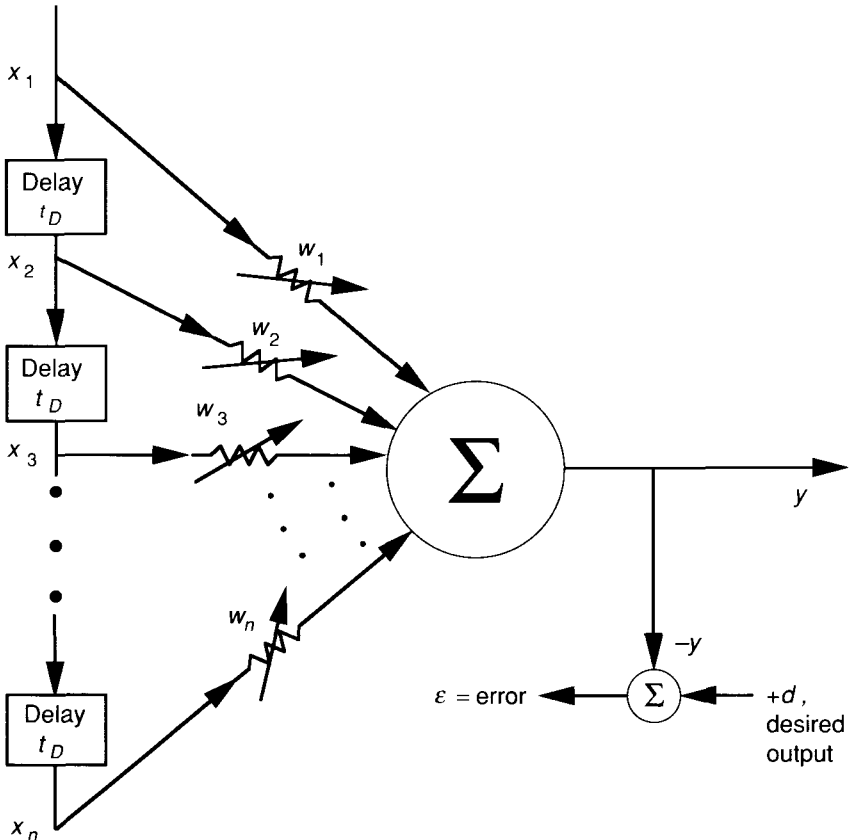 x1
Delay
tD
w1
x2
w2
Delay
tD
w3
x3
Σ
y
wn
−y
Delay
tD
ε = error
Σ
+d ,
desired
output
xn